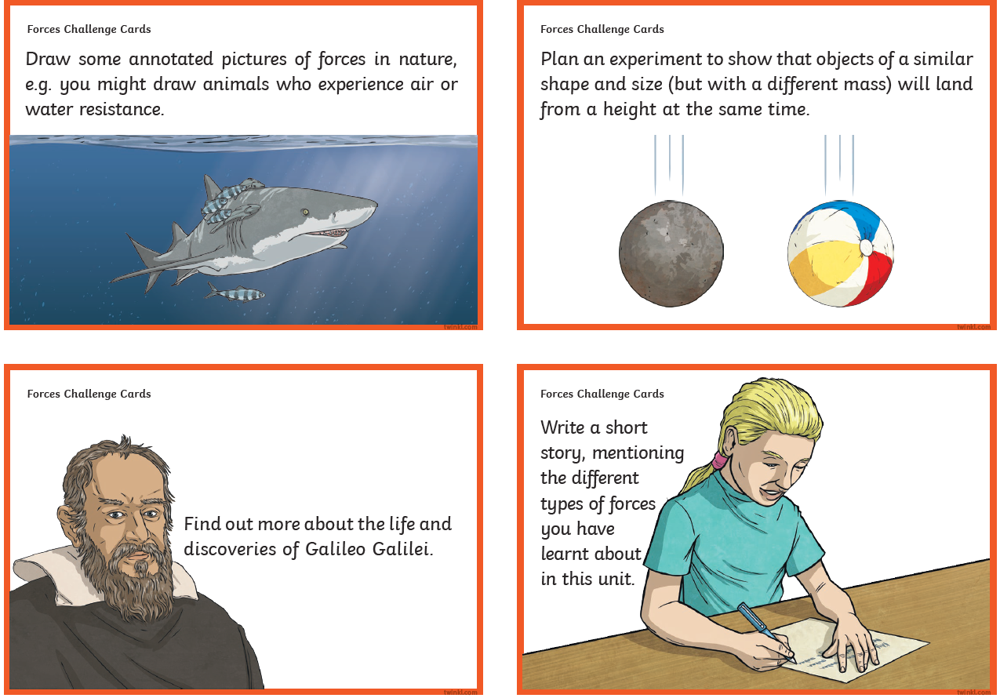 Forces Challenge Cards
Draw some annotated pictures of forces in nature,
e.g. you might draw animals who experience air or
water resistance.
twinkl.com
Forces Challenge Cards
Plan an experiment to show that objects of a similar
shape and size (but with a different mass) will land
from a height at the same time.
twinkl.com
Forces Challenge Cards
Find out more about the life and
discoveries of Galileo Galilei.
twinkl.com
Forces Challenge Cards
Write a short
story, mentioning
the different
types of forces
you have
learnt about
in this unit.
twinkl.com